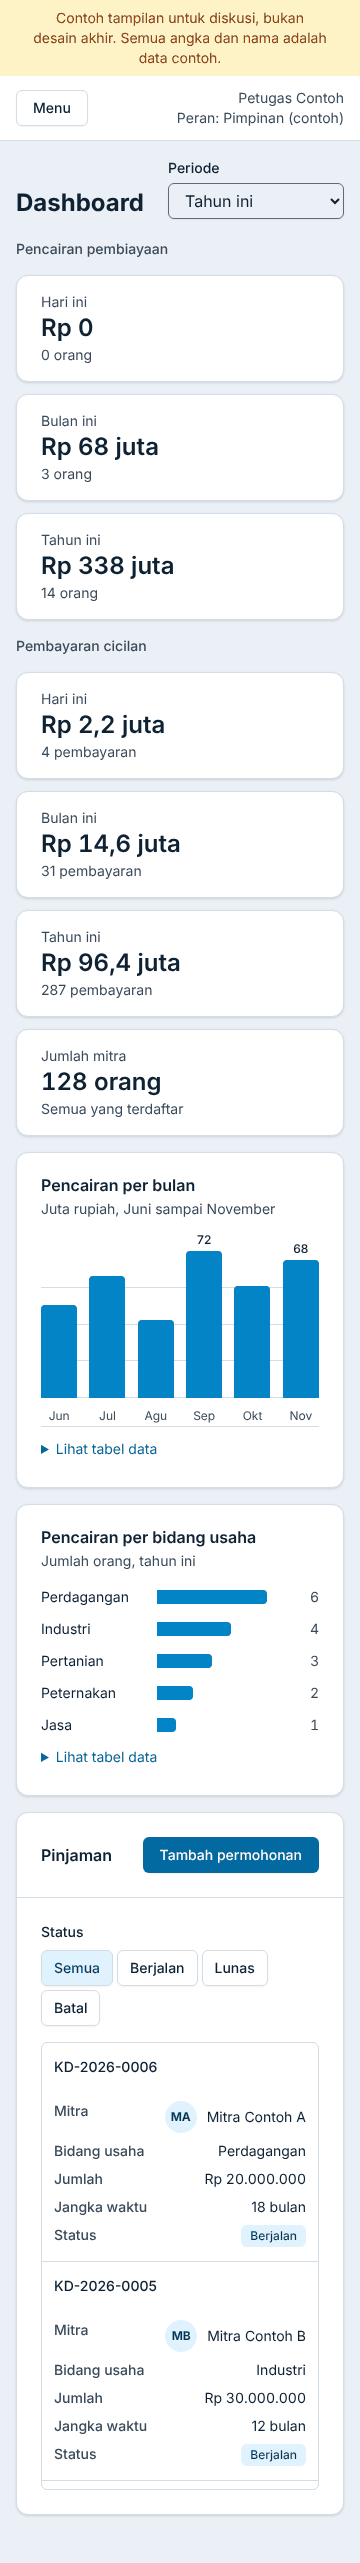 Contoh tampilan untuk diskusi, bukan
desain akhir. Semua angka dan nama adalah
data contoh.
Menu
Petugas Contoh
Peran: Pimpinan (contoh)
Dashboard
Periode
Tahun ini
Pencairan pembiayaan
Hari ini
Rp 0
0 orang
Bulan ini
Rp 68 juta
3 orang
Tahun ini
Rp 338 juta
14 orang
Pembayaran cicilan
Hari ini
Rp 2,2 juta
4 pembayaran
Bulan ini
Rp 14,6 juta
31 pembayaran
Tahun ini
Rp 96,4 juta
287 pembayaran
Jumlah mitra
128 orang
Semua yang terdaftar
Pencairan per bulan
Juta rupiah, Juni sampai November
72
68
Jun Jul Agu Sep Okt Nov
Lihat tabel data
Pencairan per bidang usaha
Jumlah orang, tahun ini
Perdagangan 6
Industri 4
Pertanian 3
Peternakan 2
Jasa 1
Lihat tabel data
Pinjaman
Tambah permohonan
Status
Semua Berjalan Lunas
Batal
KD-2026-0006
Mitra MA Mitra Contoh A
Bidang usaha Perdagangan
Jumlah Rp 20.000.000
Jangka waktu 18 bulan
Status Berjalan
KD-2026-0005
Mitra MB Mitra Contoh B
Bidang usaha Industri
Jumlah Rp 30.000.000
Jangka waktu 12 bulan
Status Berjalan